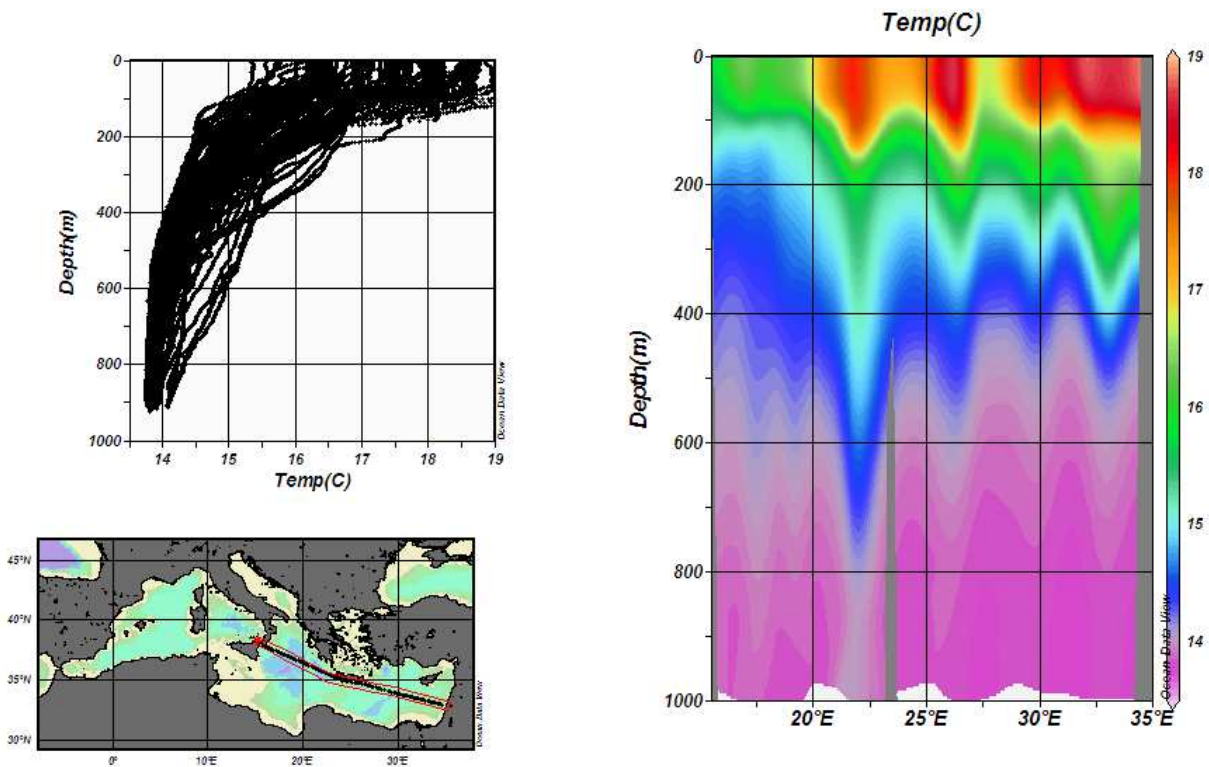 Temp(C)
0
200
400
600
800
1000
Depth(m)
14
15
16
17
18
19
Temp(C)
Ocean Data View
45°N
40°N
35°N
30°N
0°
10°E
20°E
30°E
Ocean Data View
0
200
400
600
800
1000
Depth(m)
20°E
25°E
30°E
35°E
19
18
17
16
15
14
Ocean Data View